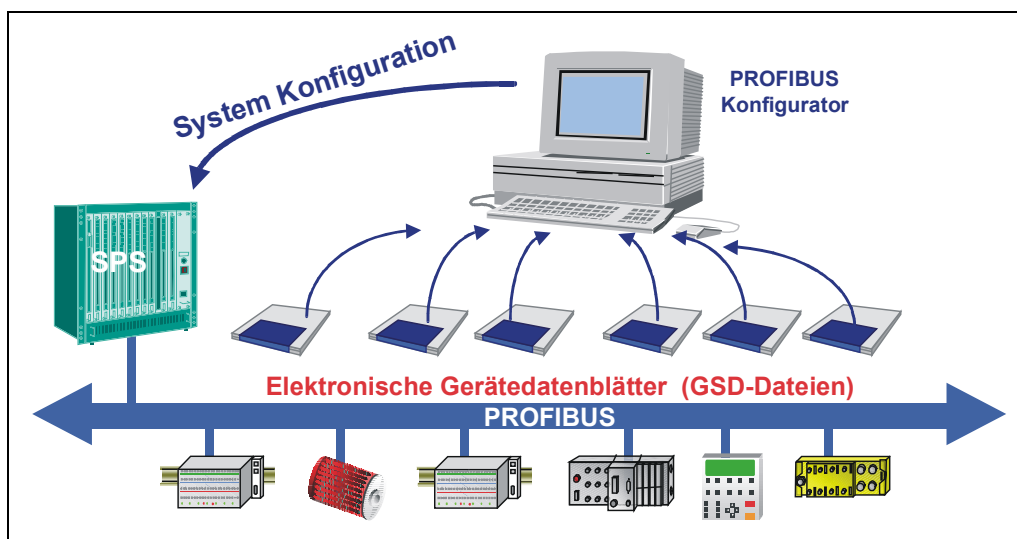 System Konfiguration
PROFIBUS
Konfigurator
SPS
Elektronische Gerätedatenblätter (GSD-Dateien)
PROFIBUS